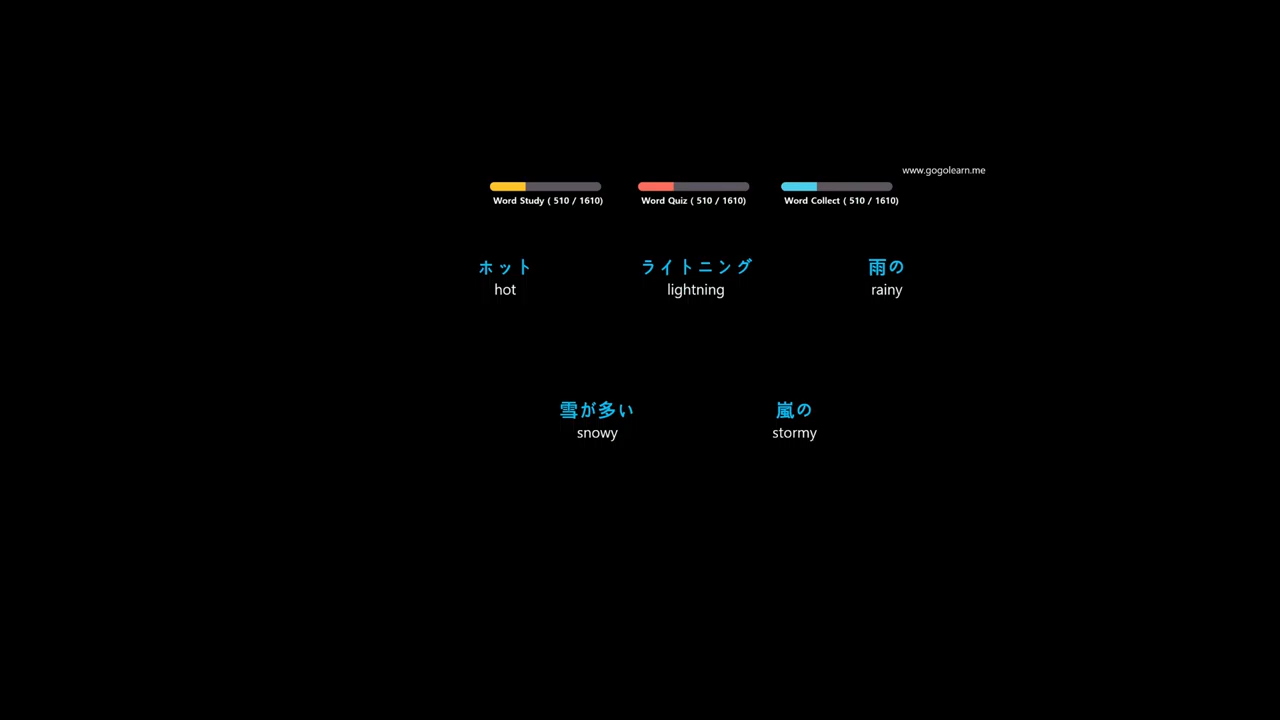 www.gogolearn.me
Word Study ( 510 / 1610)
Word Quiz ( 510 / 1610)
Word Collect ( 510 / 1610)
ホット
hot
ライトニング
lightning
雨の
rainy
雪が多い
snowy
嵐の
stormy